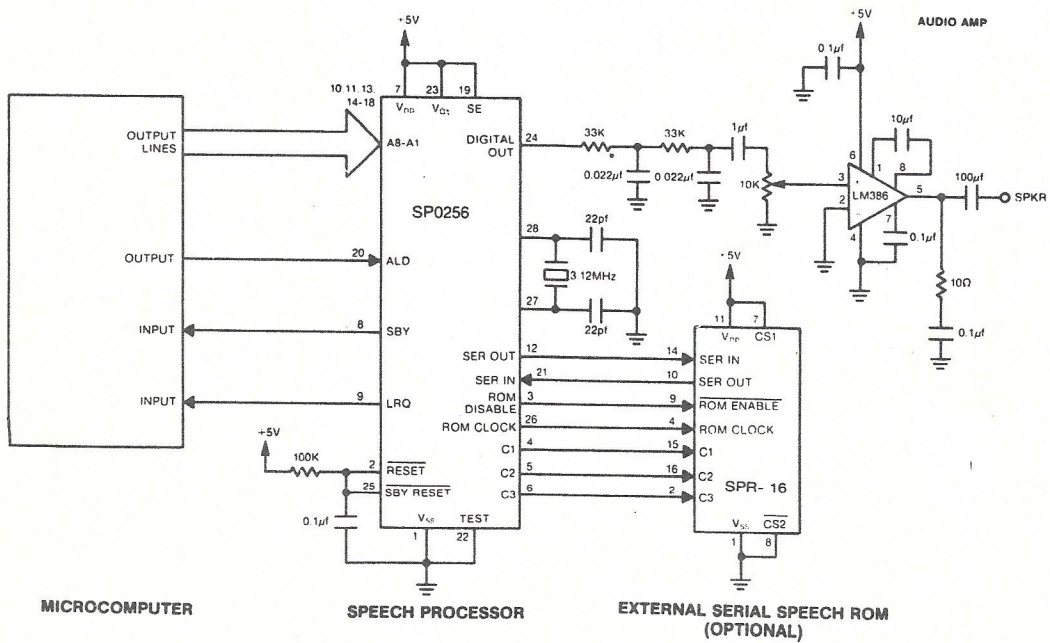 +5V
AUDIO AMP
+5V
0.1µf
7 23 19
10 11. 13.
14-18
VDD VD1 SE
OUTPUT
LINES
A8-A1
DIGITAL
OUT
24
33K
33K
1µf
10µf
0.022µf
0.022µf
10K
6
1
8
3
2
+
-
LM386
5
7
4
100µf
SPKR
0.1µf
SP0256
28
22pf
3 12MHz
27
22pf
10Ω
0.1µf
OUTPUT
20
ALD
+5V
11 7
VDD CS1
INPUT
8
SBY
SER OUT
12
14
SER IN
SER IN
21
10
SER OUT
INPUT
9
LRQ
ROM
DISABLE
3
9
ROM ENABLE
ROM CLOCK
26
4
ROM CLOCK
+5V
100K
2
RESET
C1
4
15
C1
25
SBY RESET
C2
5
16
C2
SPR- 16
C3
6
2
C3
0.1µf
VSS TEST
1
22
VSS CS2
1
8
MICROCOMPUTER
SPEECH PROCESSOR
EXTERNAL SERIAL SPEECH ROM
(OPTIONAL)